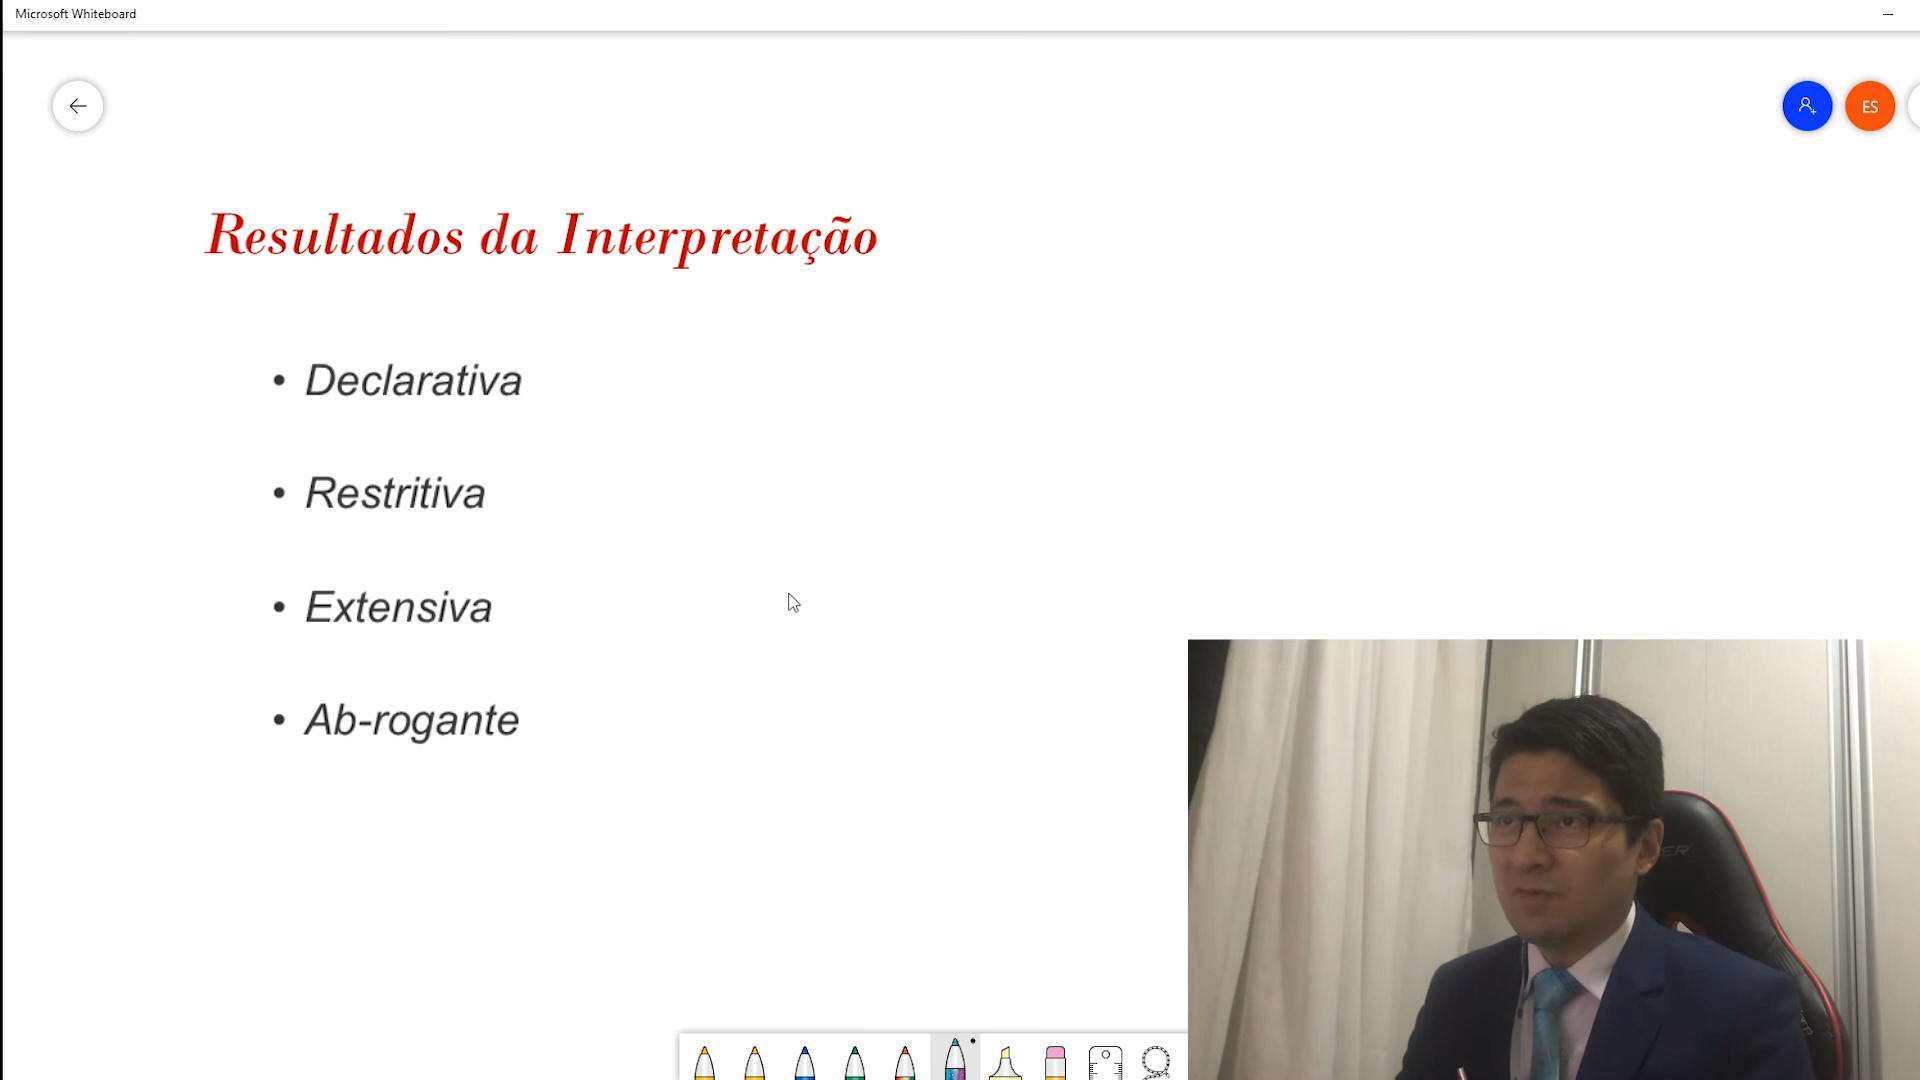 Microsoft Whiteboard
ES
Resultados da Interpretação
• Declarativa
• Restritiva
• Extensiva
• Ab-rogante